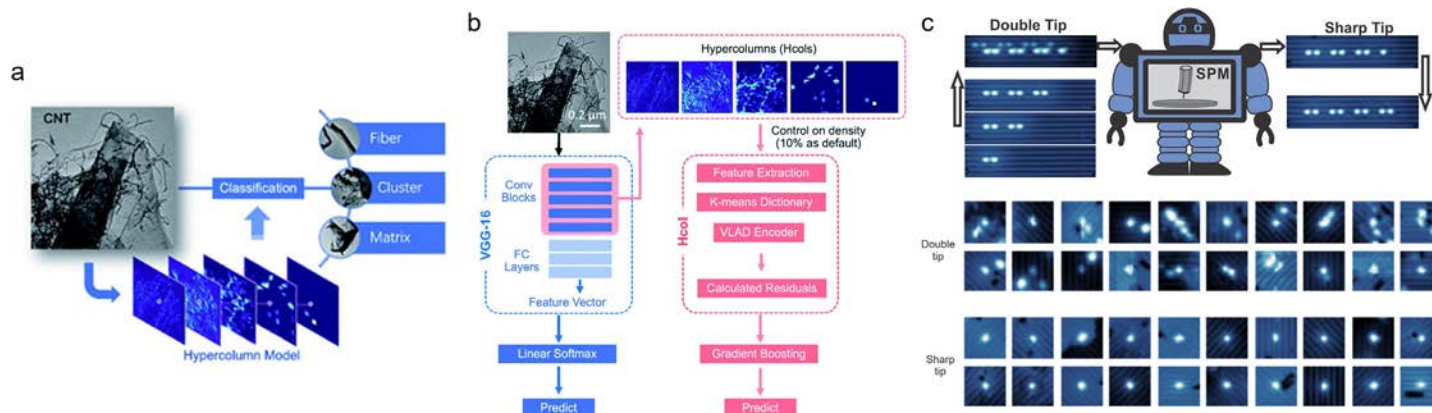 a
CNT
Classification
Fiber
Cluster
Matrix
Hypercolumn Model
b
0.2 μm
Hypercolumns (Hcols)
Control on density
(10% as default)
VGG-16
Conv
Blocks
FC
Layers
Feature Vector
Linear Softmax
Predict
Hcol
Feature Extraction
K-means Dictionary
VLAD Encoder
Calculated Residuals
Gradient Boosting
Predict
c
Double Tip
SPM
Sharp Tip
Double
tip
Sharp
tip